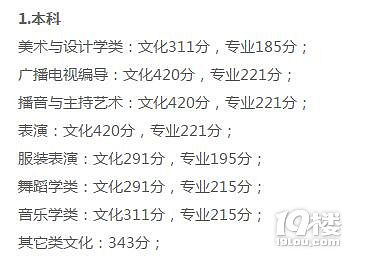 1.本科
美术与设计学类：文化311分，专业185分；
广播电视编导：文化420分，专业221分；
播音与主持艺术：文化420分，专业221分；
表演：文化420分，专业221分；
服装表演：文化291分，专业195分；
舞蹈学类：文化291分，专业215分；
音乐学类：文化311分，专业215分；
其它类文化：343分；
19楼
19lou.com